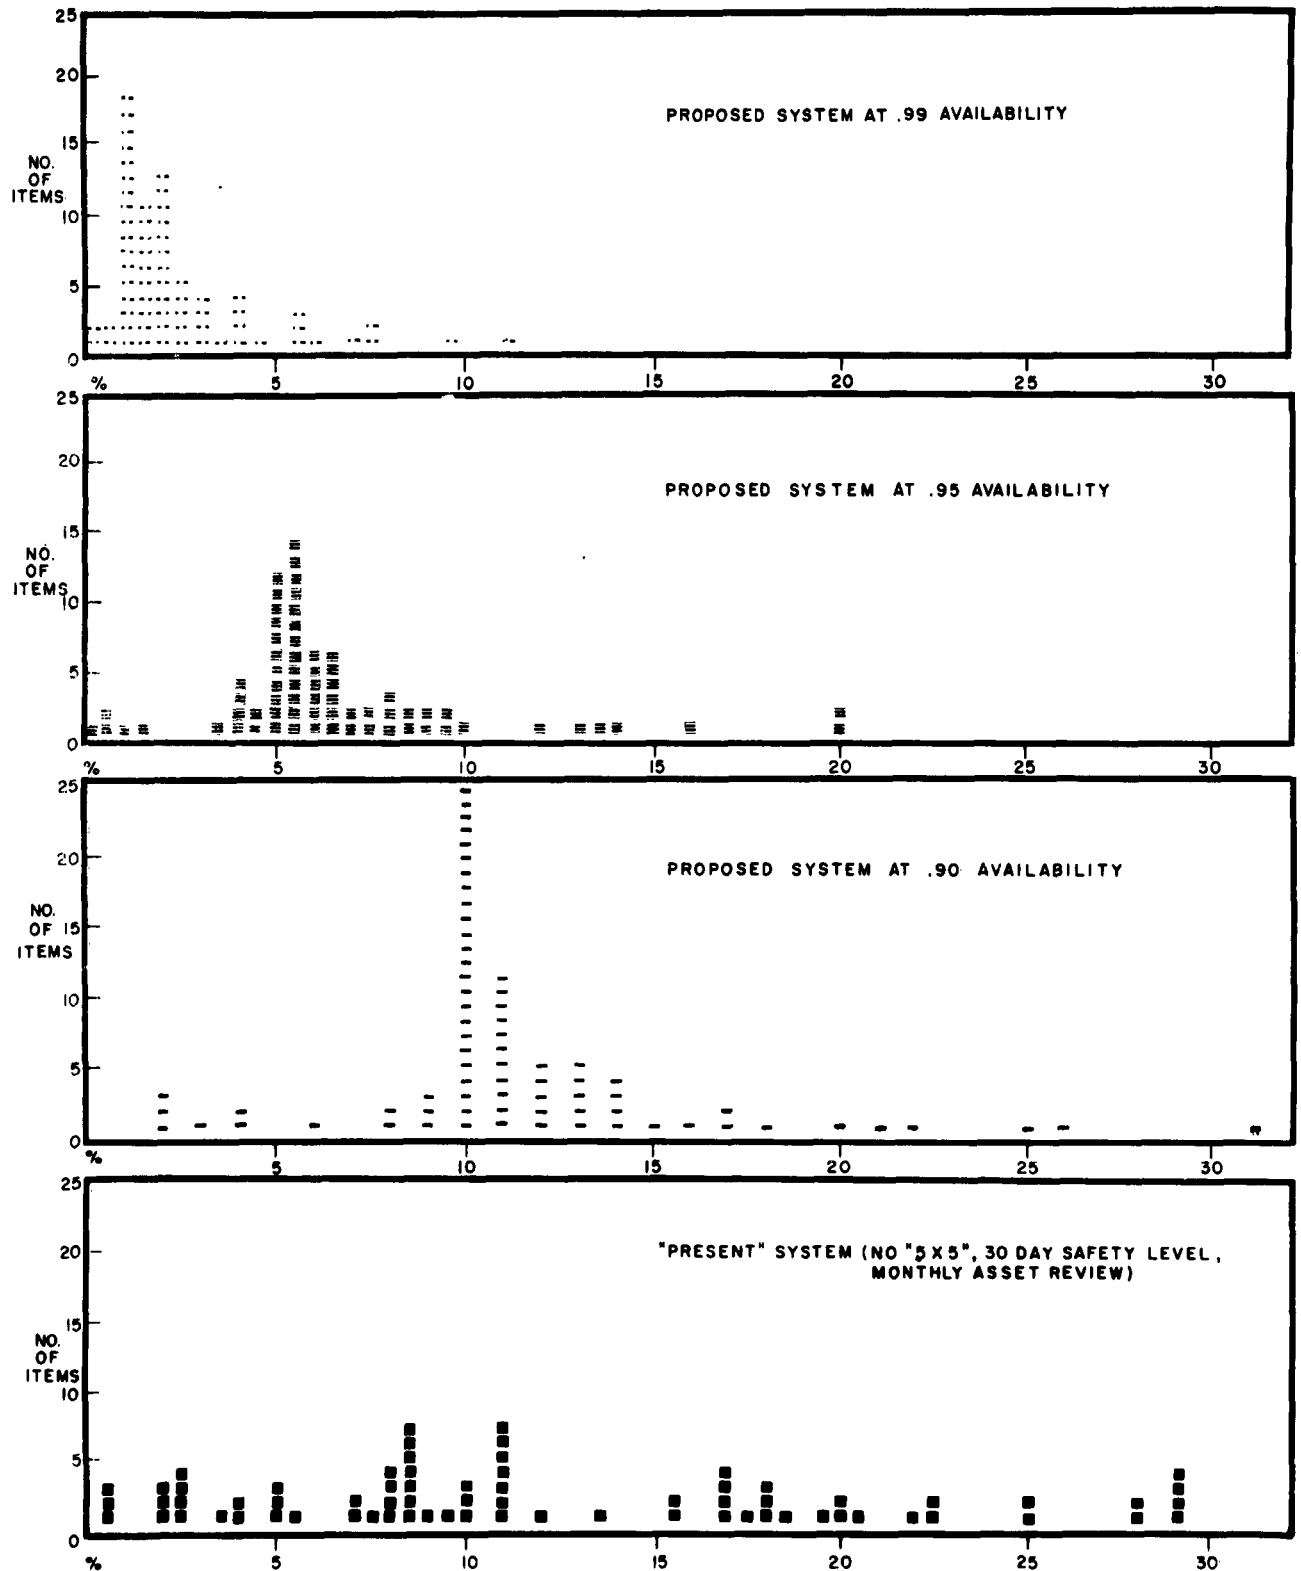 25
20
PROPOSED SYSTEM AT .99 AVAILABILITY
15
NO.
OF
ITEMS
10
5
0
% 5 10 15 20 25 30
25
20
PROPOSED SYSTEM AT .95 AVAILABILITY
15
NO.
OF
ITEMS
10
5
0
% 5 10 15 20 25 30
25
20
PROPOSED SYSTEM AT .90 AVAILABILITY
NO.
OF 15
ITEMS
10
5
0
% 5 10 15 20 25 30
25
20
"PRESENT" SYSTEM (NO "5X5", 30 DAY SAFETY LEVEL,
MONTHLY ASSET REVIEW)
15
NO.
OF
ITEMS
10
5
0
% 5 10 15 20 25 30